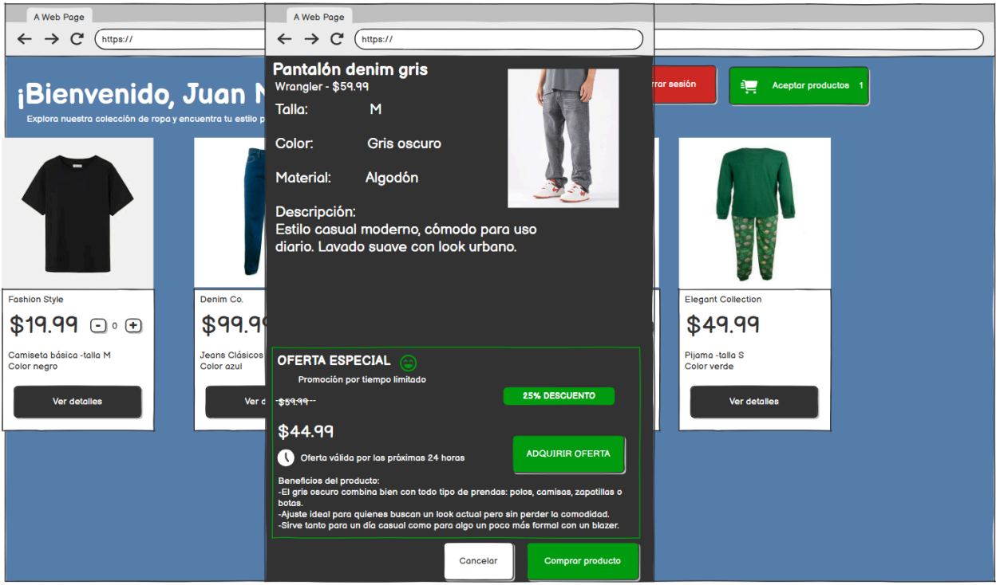 A Web Page
https://
¡Bienvenido, Juan
Explora nuestra colección de ropa y encuentra tu estilo
Fashion Style
$19.99
- 0 +
Camiseta básica -talla M
Color negro
Ver detalles
Denim Co.
$99.99
Jeans Clásicos
Color azul
Ver
A Web Page
https://
Pantalón denim gris
Wrangler - $59.99
Talla: M
Color: Gris oscuro
Material: Algodón
Descripción:
Estilo casual moderno, cómodo para uso
diario. Lavado suave con look urbano.
OFERTA ESPECIAL
Promoción por tiempo limitado
-$59.99--
25% DESCUENTO
$44.99
Oferta válida por las próximas 24 horas
ADQUIRIR OFERTA
Beneficios del producto:
-El gris oscuro combina bien con todo tipo de prendas: polos, camisas, zapatillas o
botas.
-Ajuste ideal para quienes buscan un look actual pero sin perder la comodidad.
-Sirve tanto para un día casual como para algo un poco más formal con un blazer.
Cancelar
Comprar producto
rrar sesión
Aceptar productos 1
Elegant Collection
$49.99
Pijama -talla S
Color verde
Ver detalles